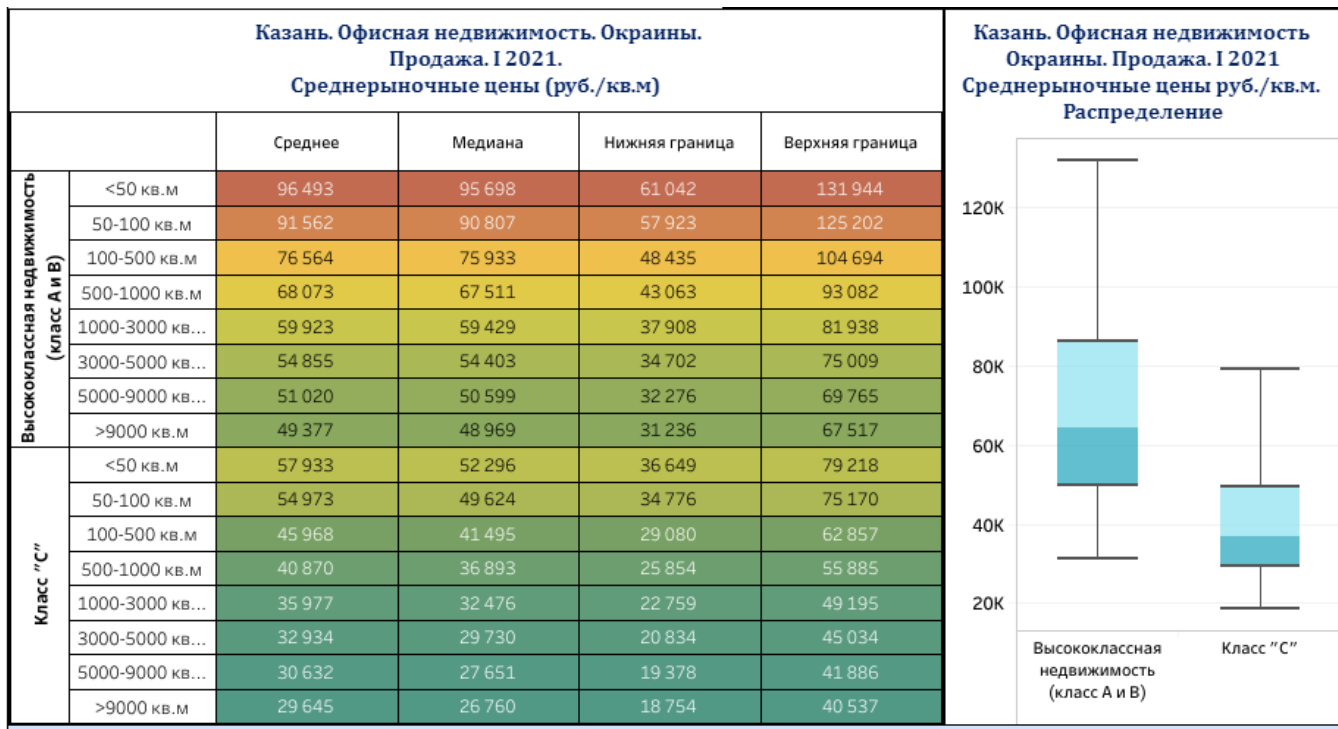 Казань. Офисная недвижимость. Окраины.
Продажа. I 2021.
Среднерыночные цены (руб./кв.м)
Среднее Медиана Нижняя граница Верхняя граница
Высококлассная недвижимость
(класс А и В)
<50 кв.м 96 493 95 698 61 042 131 944
50-100 кв.м 91 562 90 807 57 923 125 202
100-500 кв.м 76 564 75 933 48 435 104 694
500-1000 кв.м 68 073 67 511 43 063 93 082
1000-3000 кв... 59 923 59 429 37 908 81 938
3000-5000 кв... 54 855 54 403 34 702 75 009
5000-9000 кв... 51 020 50 599 32 276 69 765
>9000 кв.м 49 377 48 969 31 236 67 517
Класс "С"
<50 кв.м 57 933 52 296 36 649 79 218
50-100 кв.м 54 973 49 624 34 776 75 170
100-500 кв.м 45 968 41 495 29 080 62 857
500-1000 кв.м 40 870 36 893 25 854 55 885
1000-3000 кв... 35 977 32 476 22 759 49 195
3000-5000 кв... 32 934 29 730 20 834 45 034
5000-9000 кв... 30 632 27 651 19 378 41 886
>9000 кв.м 29 645 26 760 18 754 40 537
Казань. Офисная недвижимость
Окраины. Продажа. I 2021
Среднерыночные цены руб./кв.м.
Распределение
120K
100K
80K
60K
40K
20K
Высококлассная
недвижимость
(класс А и В)
Класс "С"